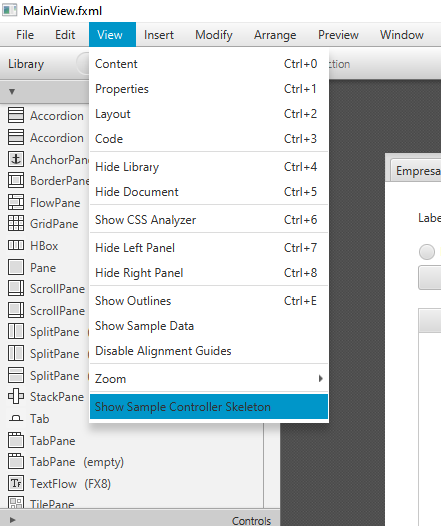 MainView.fxml
File Edit View Insert Modify Arrange Preview Window
Library
Content Ctrl+0
Properties Ctrl+1
Layout Ctrl+2
Code Ctrl+3
Hide Library Ctrl+4
Hide Document Ctrl+5
Show CSS Analyzer Ctrl+6
Hide Left Panel Ctrl+7
Hide Right Panel Ctrl+8
Show Outlines Ctrl+E
Show Sample Data
Disable Alignment Guides
Zoom
Show Sample Controller Skeleton
Accordion
Accordion
AnchorPane
BorderPane
FlowPane
GridPane
HBox
Pane
ScrollPane
ScrollPane
SplitPane
SplitPane
SplitPane
StackPane
Tab
TabPane
TabPane (empty)
TextFlow (FX8)
TilePane
Controls
Empresa
Labe